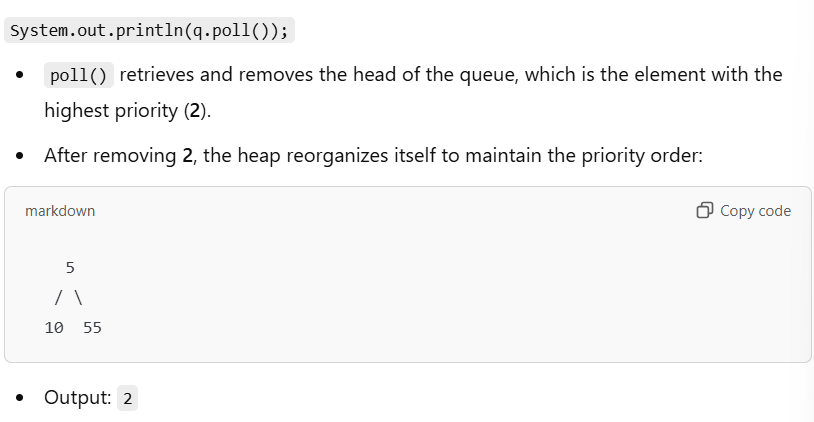 System.out.println(q.poll());
poll() retrieves and removes the head of the queue, which is the element with the
highest priority (2).
After removing 2, the heap reorganizes itself to maintain the priority order:
markdown Copy code
5
/ \
10 55
Output: 2